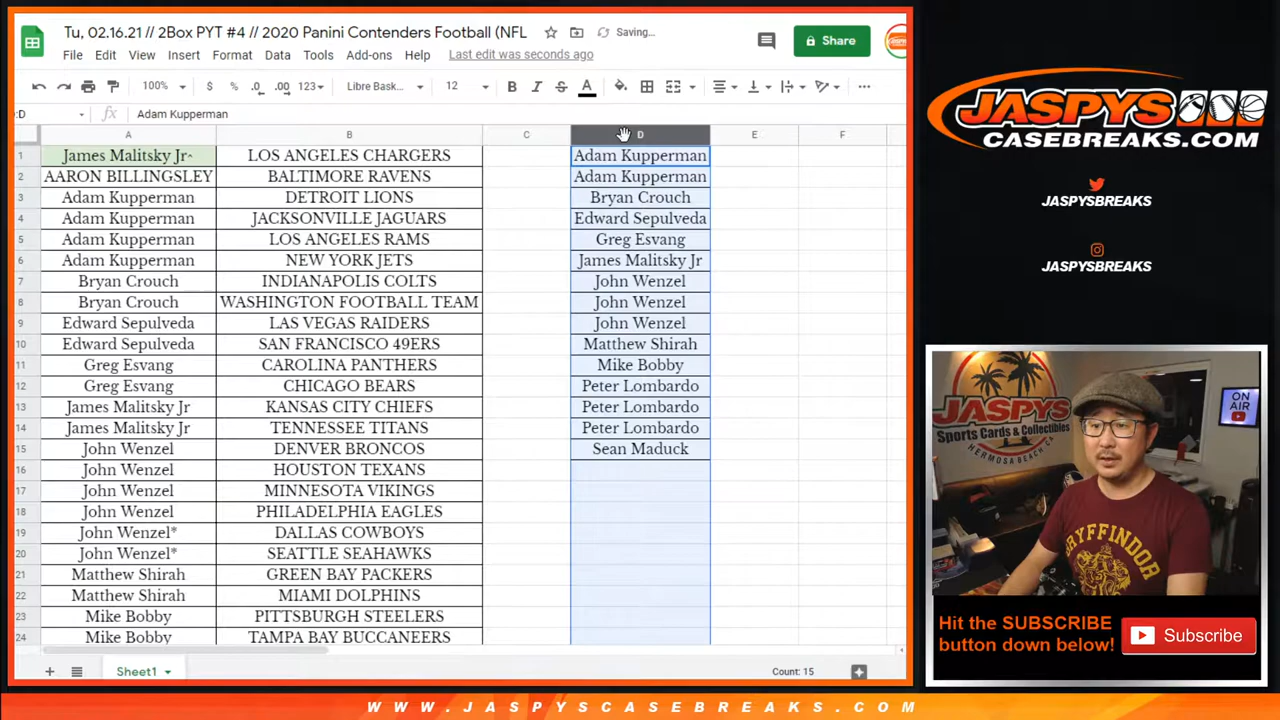 Tu, 02.16.21 // 2Box PYT #4 // 2020 Panini Contenders Football (NFL
Saving...
Share
File Edit View Insert Format Data Tools Add-ons Help Last edit was seconds ago
100% $ % .0 .00 123 Libre Bask... 12 B I S A
:D fx Adam Kupperman
A B C D E F
1 James Malitsky Jr^ LOS ANGELES CHARGERS Adam Kupperman
2 AARON BILLINGSLEY BALTIMORE RAVENS Adam Kupperman
3 Adam Kupperman DETROIT LIONS Bryan Crouch
4 Adam Kupperman JACKSONVILLE JAGUARS Edward Sepulveda
5 Adam Kupperman LOS ANGELES RAMS Greg Esvang
6 Adam Kupperman NEW YORK JETS James Malitsky Jr
7 Bryan Crouch INDIANAPOLIS COLTS John Wenzel
8 Bryan Crouch WASHINGTON FOOTBALL TEAM John Wenzel
9 Edward Sepulveda LAS VEGAS RAIDERS John Wenzel
10 Edward Sepulveda SAN FRANCISCO 49ERS Matthew Shirah
11 Greg Esvang CAROLINA PANTHERS Mike Bobby
12 Greg Esvang CHICAGO BEARS Peter Lombardo
13 James Malitsky Jr KANSAS CITY CHIEFS Peter Lombardo
14 James Malitsky Jr TENNESSEE TITANS Peter Lombardo
15 John Wenzel DENVER BRONCOS Sean Maduck
16 John Wenzel HOUSTON TEXANS
17 John Wenzel MINNESOTA VIKINGS
18 John Wenzel PHILADELPHIA EAGLES
19 John Wenzel* DALLAS COWBOYS
20 John Wenzel* SEATTLE SEAHAWKS
21 Matthew Shirah GREEN BAY PACKERS
22 Matthew Shirah MIAMI DOLPHINS
23 Mike Bobby PITTSBURGH STEELERS
24 Mike Bobby TAMPA BAY BUCCANEERS
Sheet1 Count: 15
JASPYS
CASEBREAKS.COM
JASPYSBREAKS
JASPYSBREAKS
JASPYS
Sports Cards & Collectibles
HERMOSA BEACH, CA
ON
AIR
GRYFFINDOR
Hit the SUBSCRIBE
button down below!
Subscribe
WWW.JASPYSCASEBREAKS.COM